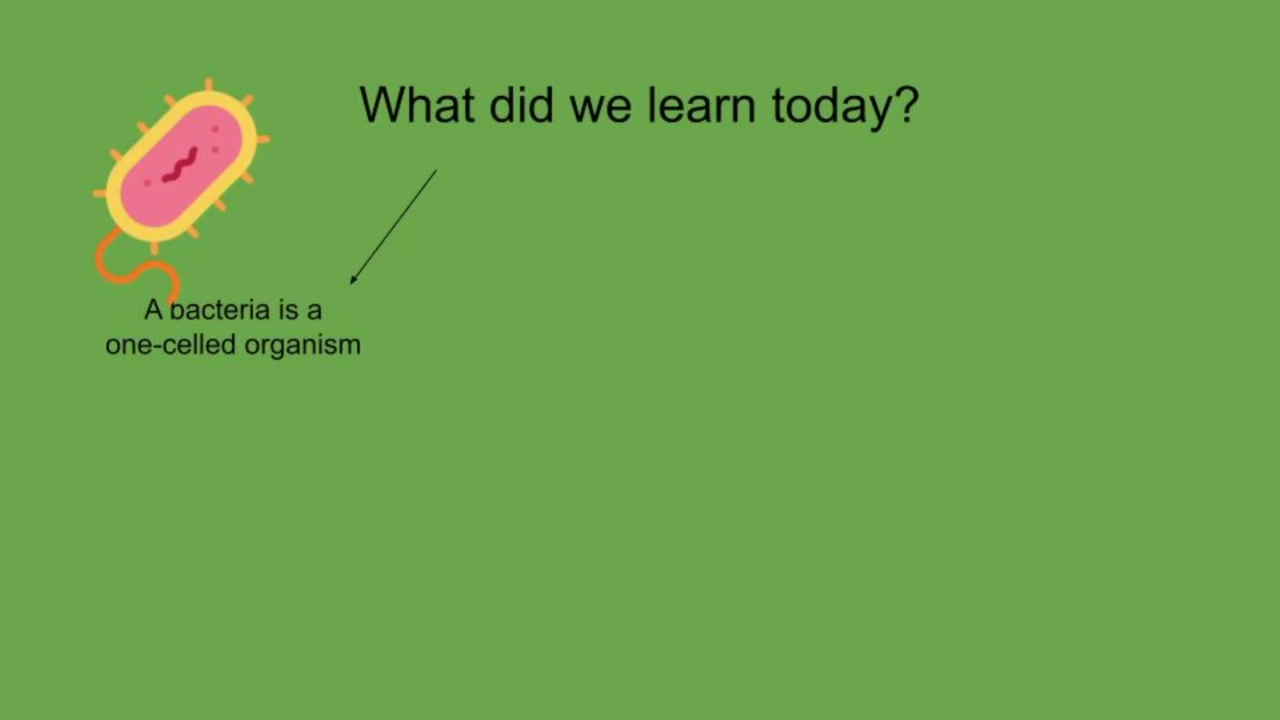 What did we learn today?
A bacteria is a
one-celled organism